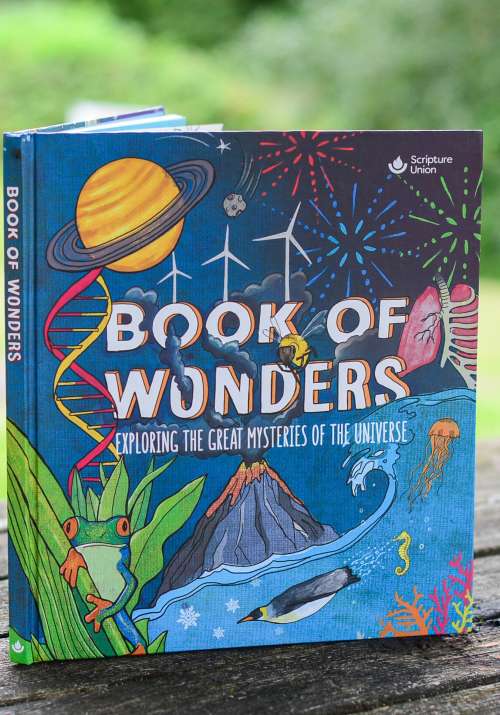 Scripture
Union
BOOK OF WONDERS
BOOK OF
WONDERS
EXPLORING THE GREAT MYSTERIES OF THE UNIVERSE